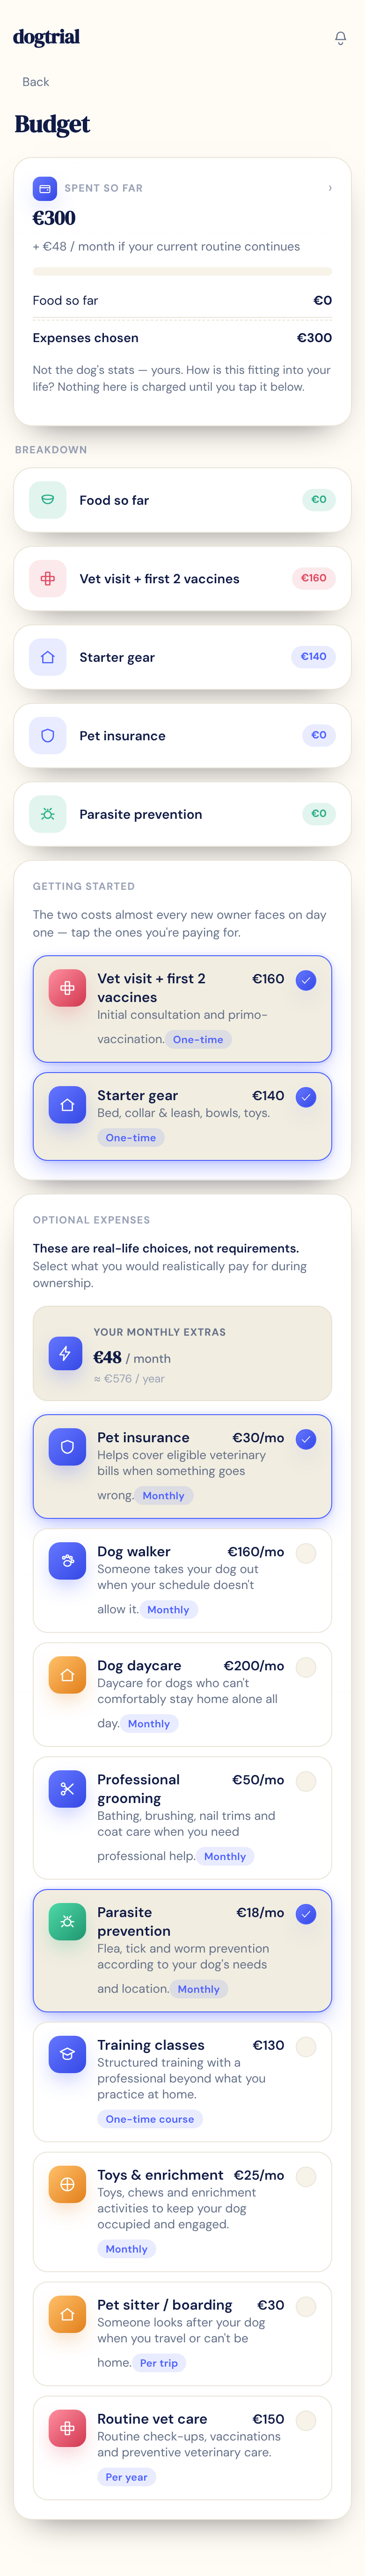 dogtrial
Back
Budget
SPENT SO FAR
€300
+ €48 / month if your current routine continues
Food so far €0
Expenses chosen €300
Not the dog's stats — yours. How is this fitting into your
life? Nothing here is charged until you tap it below.
BREAKDOWN
Food so far €0
Vet visit + first 2 vaccines €160
Starter gear €140
Pet insurance €0
Parasite prevention €0
GETTING STARTED
The two costs almost every new owner faces on day
one — tap the ones you're paying for.
Vet visit + first 2 €160
vaccines
Initial consultation and primo-
vaccination. One-time
Starter gear €140
Bed, collar & leash, bowls, toys.
One-time
OPTIONAL EXPENSES
These are real-life choices, not requirements.
Select what you would realistically pay for during
ownership.
YOUR MONTHLY EXTRAS
€48 / month
≈ €576 / year
Pet insurance €30/mo
Helps cover eligible veterinary
bills when something goes
wrong. Monthly
Dog walker €160/mo
Someone takes your dog out
when your schedule doesn't
allow it. Monthly
Dog daycare €200/mo
Daycare for dogs who can't
comfortably stay home alone all
day. Monthly
Professional €50/mo
grooming
Bathing, brushing, nail trims and
coat care when you need
professional help. Monthly
Parasite €18/mo
prevention
Flea, tick and worm prevention
according to your dog's needs
and location. Monthly
Training classes €130
Structured training with a
professional beyond what you
practice at home.
One-time course
Toys & enrichment €25/mo
Toys, chews and enrichment
activities to keep your dog
occupied and engaged.
Monthly
Pet sitter / boarding €30
Someone looks after your dog
when you travel or can't be
home. Per trip
Routine vet care €150
Routine check-ups, vaccinations
and preventive veterinary care.
Per year